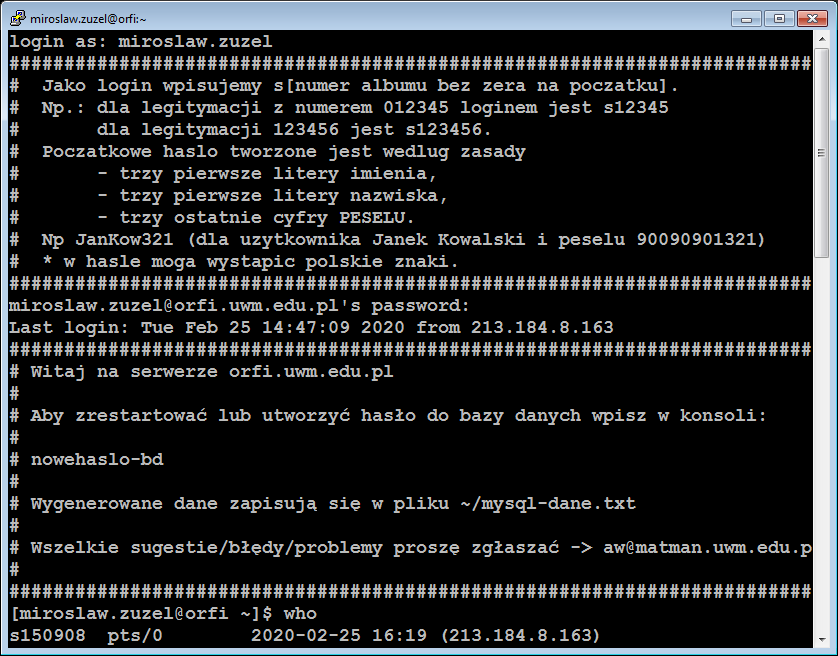 miroslaw.zuzel@orfi:~
login as: miroslaw.zuzel
#########################################################################
#  Jako login wpisujemy s[numer albumu bez zera na poczatku].
#  Np.: dla legitymacji z numerem 012345 loginem jest s12345
#       dla legitymacji 123456 jest s123456.
#  Poczatkowe haslo tworzone jest wedlug zasady
#       - trzy pierwsze litery imienia,
#       - trzy pierwsze litery nazwiska,
#       - trzy ostatnie cyfry PESELU.
#  Np JanKow321 (dla uzytkownika Janek Kowalski i peselu 90090901321)
#  * w hasle moga wystapic polskie znaki.
#########################################################################
miroslaw.zuzel@orfi.uwm.edu.pl's password:
Last login: Tue Feb 25 14:47:09 2020 from 213.184.8.163
#########################################################################
# Witaj na serwerze orfi.uwm.edu.pl
#
# Aby zrestartować lub utworzyć hasło do bazy danych wpisz w konsoli:
#
# nowehaslo-bd
#
# Wygenerowane dane zapisują się w pliku ~/mysql-dane.txt
#
# Wszelkie sugestie/błędy/problemy proszę zgłaszać -> aw@matman.uwm.edu.p
#
#########################################################################
[miroslaw.zuzel@orfi ~]$ who
s150908  pts/0        2020-02-25 16:19 (213.184.8.163)